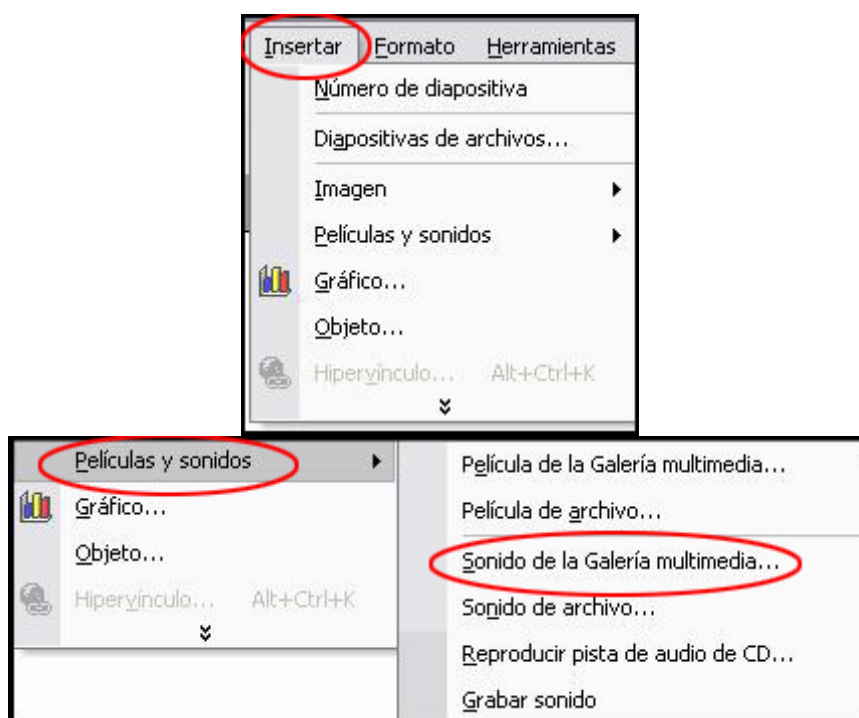 Insertar Formato Herramientas
Número de diapositiva
Diapositivas de archivos...
Imagen
Películas y sonidos
Gráfico...
Objeto...
Hipervínculo... Alt+Ctrl+K
Películas y sonidos
Gráfico...
Objeto...
Hipervínculo... Alt+Ctrl+K
Película de la Galería multimedia...
Película de archivo...
Sonido de la Galería multimedia...
Sonido de archivo...
Reproducir pista de audio de CD...
Grabar sonido